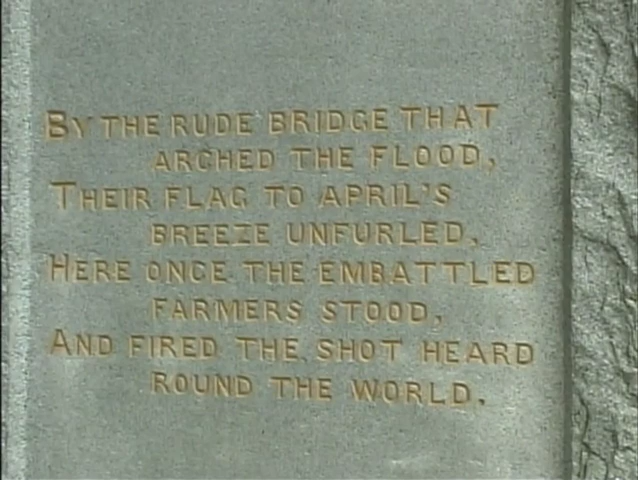 BY THE RUDE BRIDGE THAT
ARCHED THE FLOOD,
THEIR FLAG TO APRIL'S
BREEZE UNFURLED,
HERE ONCE THE EMBATTLED
FARMERS STOOD,
AND FIRED THE SHOT HEARD
ROUND THE WORLD.